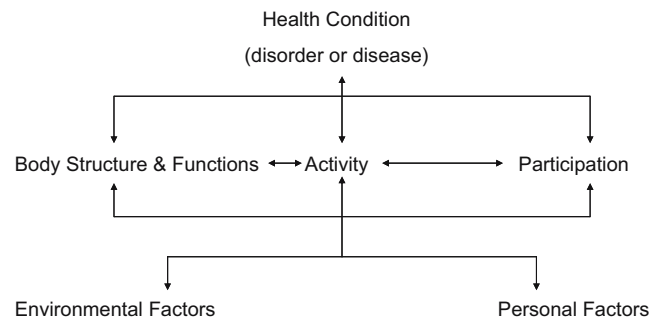 Health Condition
(disorder or disease)
Body Structure & Functions Activity Participation
Environmental Factors Personal Factors